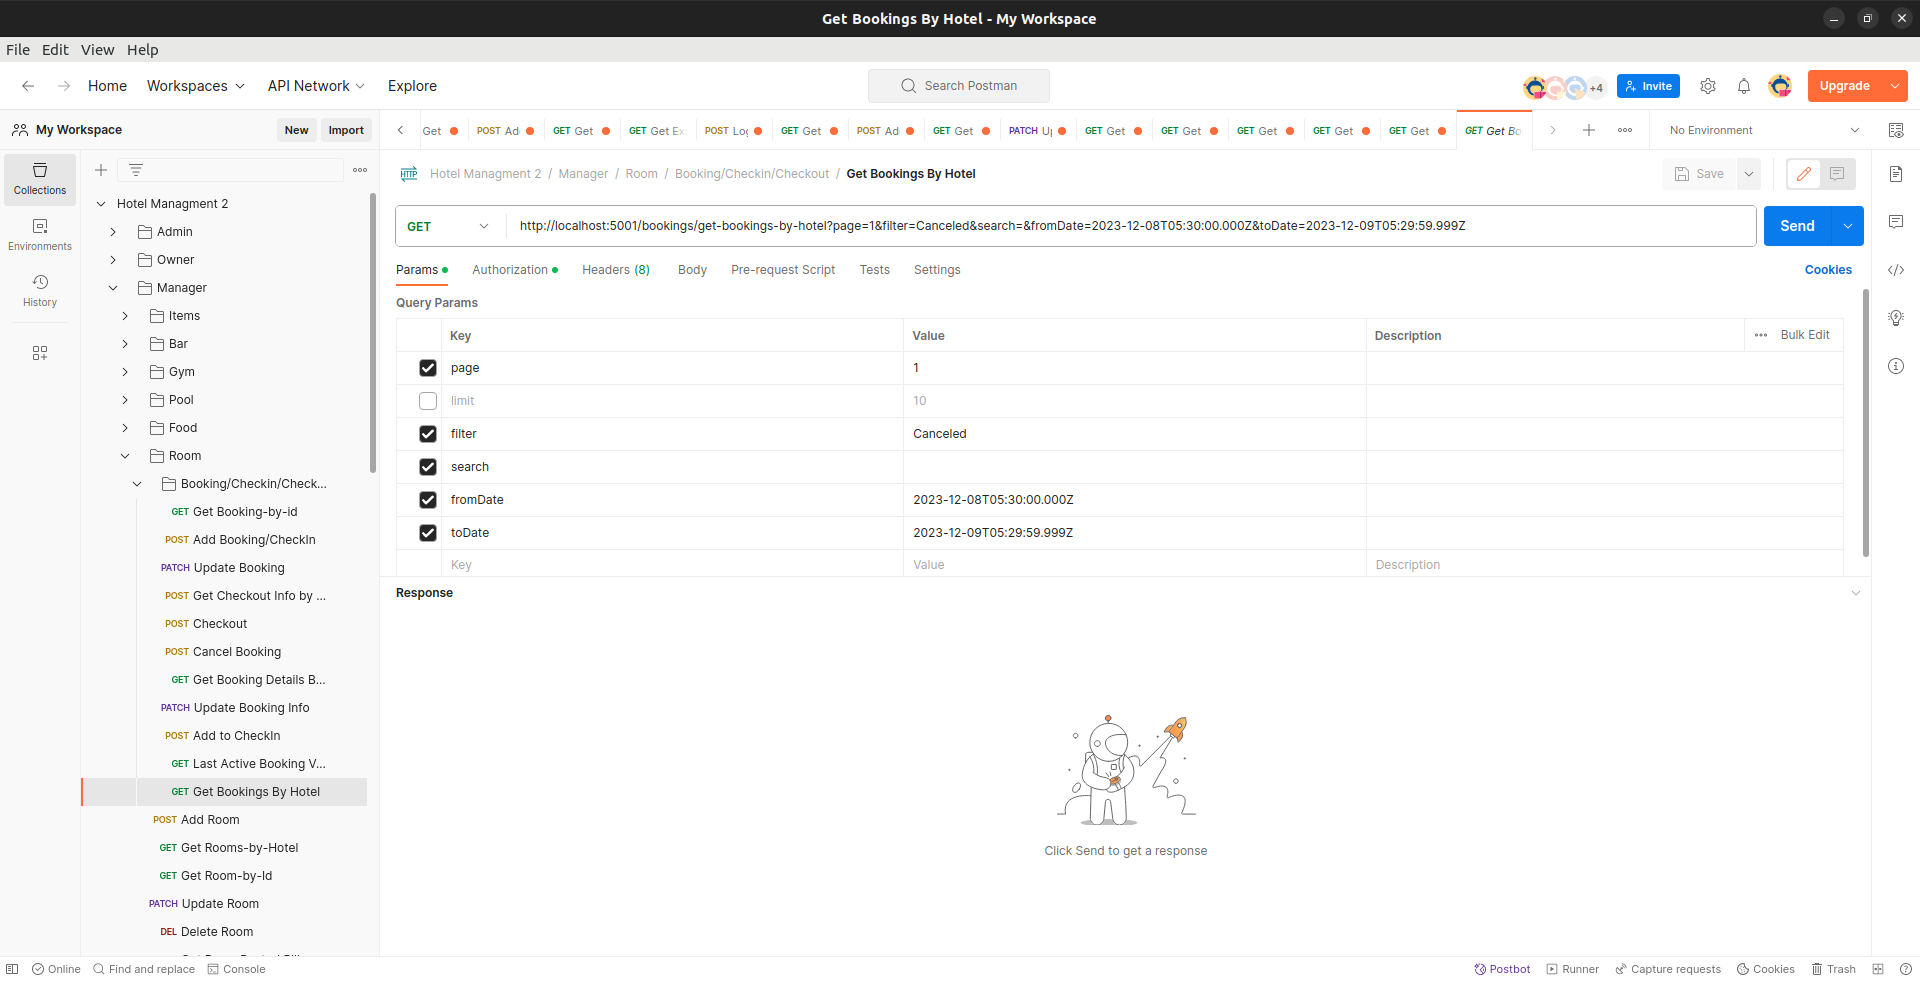 Get Bookings By Hotel - My Workspace
File Edit View Help
Home Workspaces API Network Explore
Search Postman
+4 Invite Upgrade
My Workspace New Import
Get POST Ad GET Get GET Get Ex POST Log GET Get POST Ad GET Get PATCH U GET Get GET Get GET Get GET Get GET Get GET Get Bo
No Environment
Collections
Environments
History
Hotel Managment 2
Admin
Owner
Manager
Items
Bar
Gym
Pool
Food
Room
Booking/Checkin/Check...
GET Get Booking-by-id
POST Add Booking/CheckIn
PATCH Update Booking
POST Get Checkout Info by ...
POST Checkout
POST Cancel Booking
GET Get Booking Details B...
PATCH Update Booking Info
POST Add to CheckIn
GET Last Active Booking V...
GET Get Bookings By Hotel
POST Add Room
GET Get Rooms-by-Hotel
GET Get Room-by-Id
PATCH Update Room
DEL Delete Room
HTTP Hotel Managment 2 / Manager / Room / Booking/Checkin/Checkout / Get Bookings By Hotel
Save
GET http://localhost:5001/bookings/get-bookings-by-hotel?page=1&filter=Canceled&search=&fromDate=2023-12-08T05:30:00.000Z&toDate=2023-12-09T05:29:59.999Z
Send
Params Authorization Headers (8) Body Pre-request Script Tests Settings Cookies
Query Params
Key Value Description Bulk Edit
page 1
limit 10
filter Canceled
search
fromDate 2023-12-08T05:30:00.000Z
toDate 2023-12-09T05:29:59.999Z
Key Value Description
Response
Click Send to get a response
Online Find and replace Console
Postbot Runner Capture requests Cookies Trash